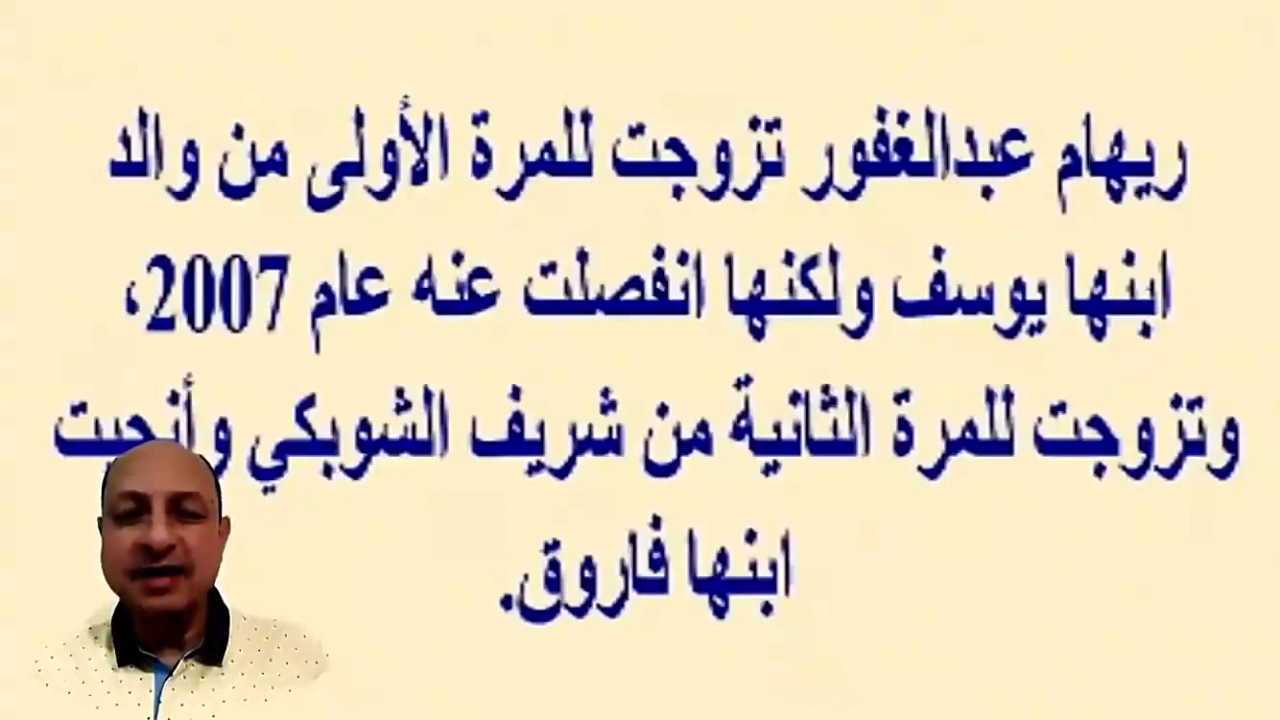 ريهام عبدالغفور تزوجت للمرة الأولى من والد
ابنها يوسف ولكنها انفصلت عنه عام 2007،
وتزوجت للمرة الثانية من شريف الشوبكي وأنجبت
ابنها فاروق.